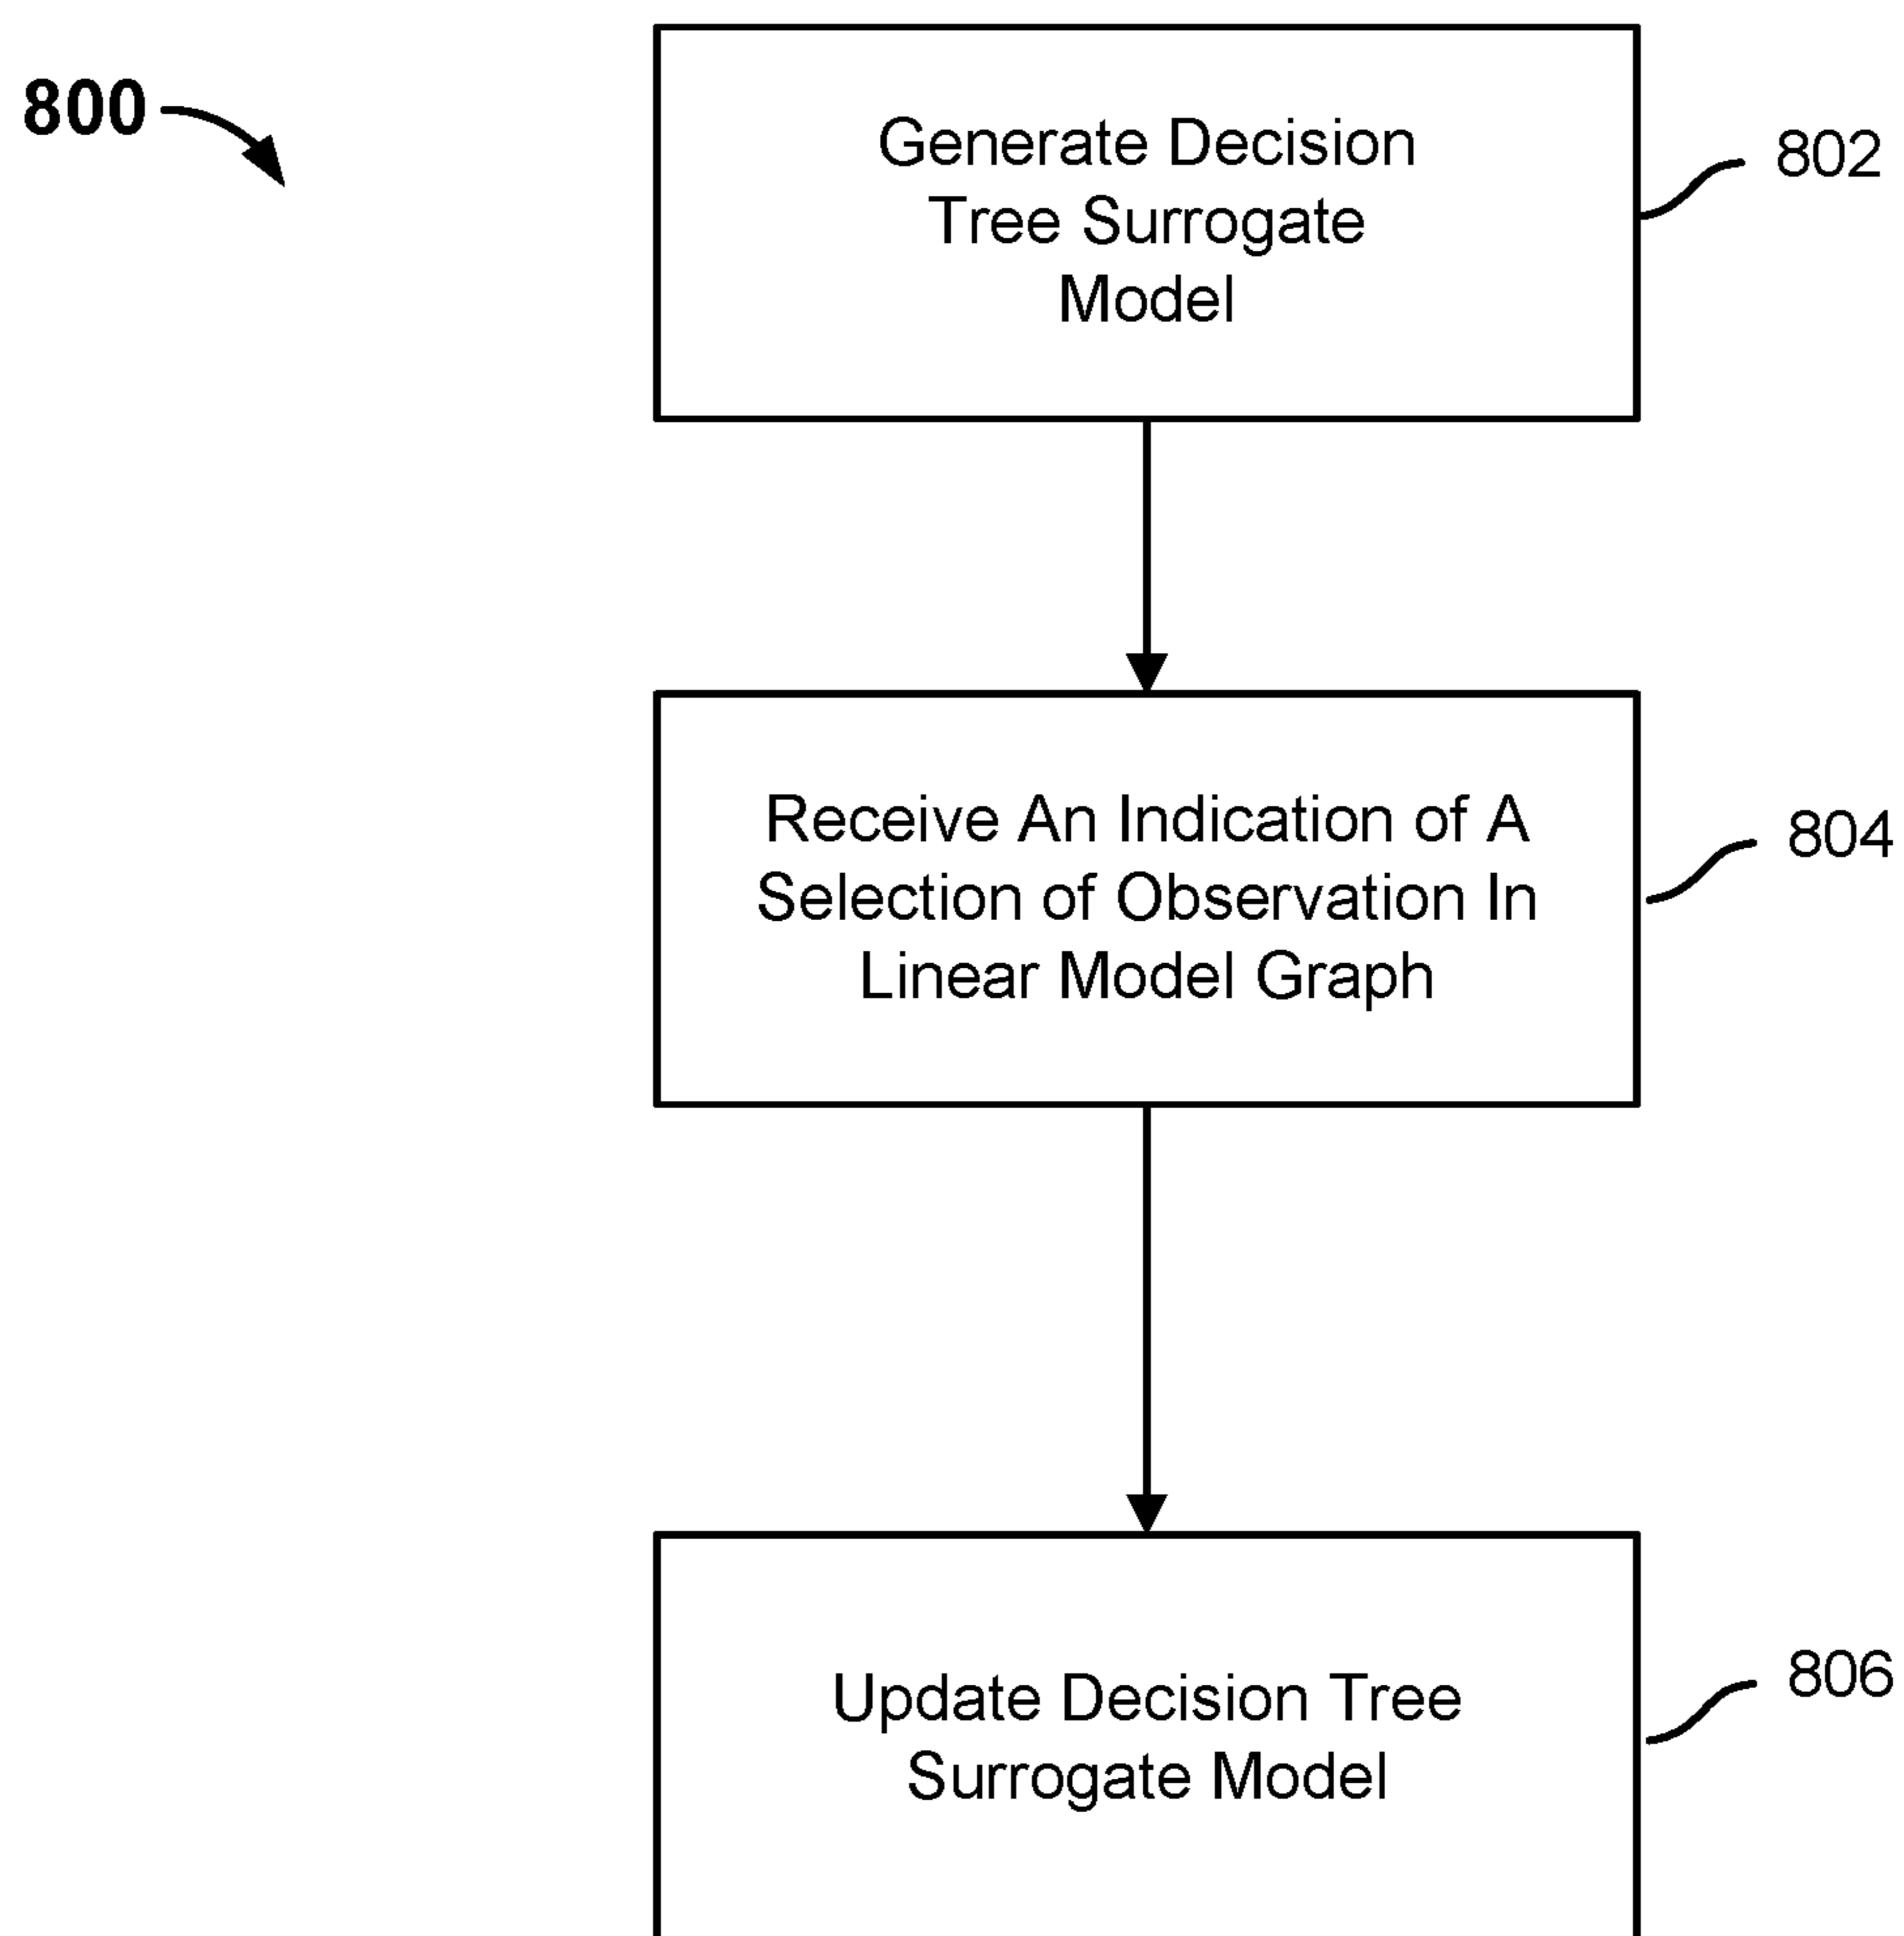 800
Generate Decision
Tree Surrogate
Model
802
Receive An Indication of A
Selection of Observation In
Linear Model Graph
804
Update Decision Tree
Surrogate Model
806